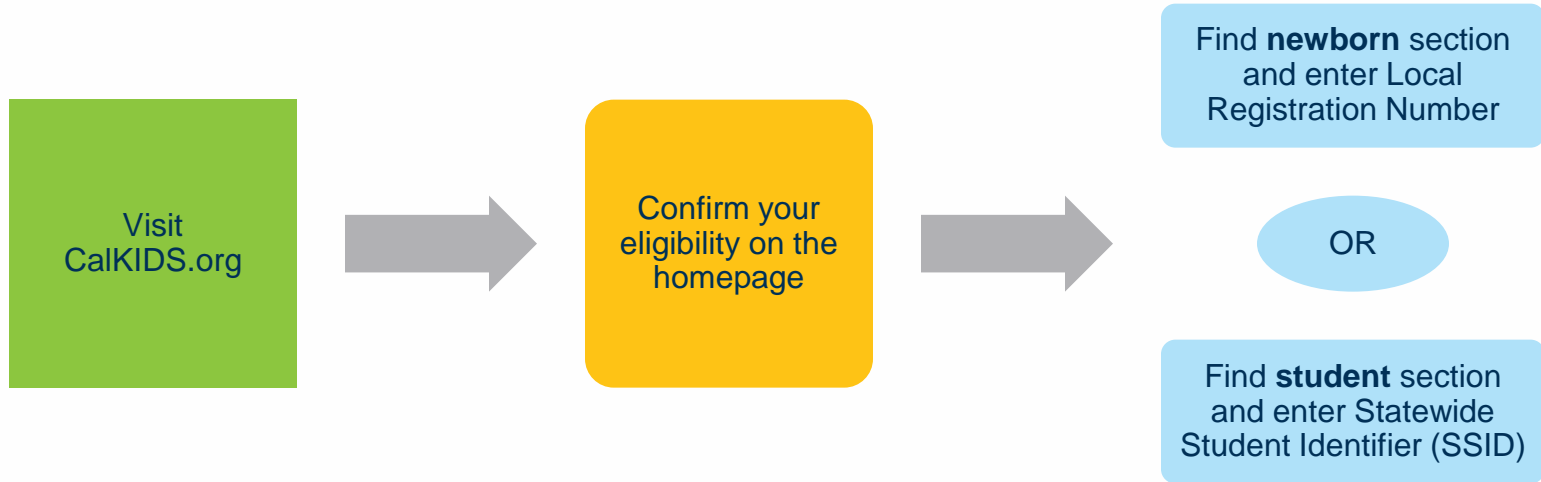 Visit
CalKIDS.org
Confirm your
eligibility on the
homepage
Find newborn section
and enter Local
Registration Number
OR
Find student section
and enter Statewide
Student Identifier (SSID)